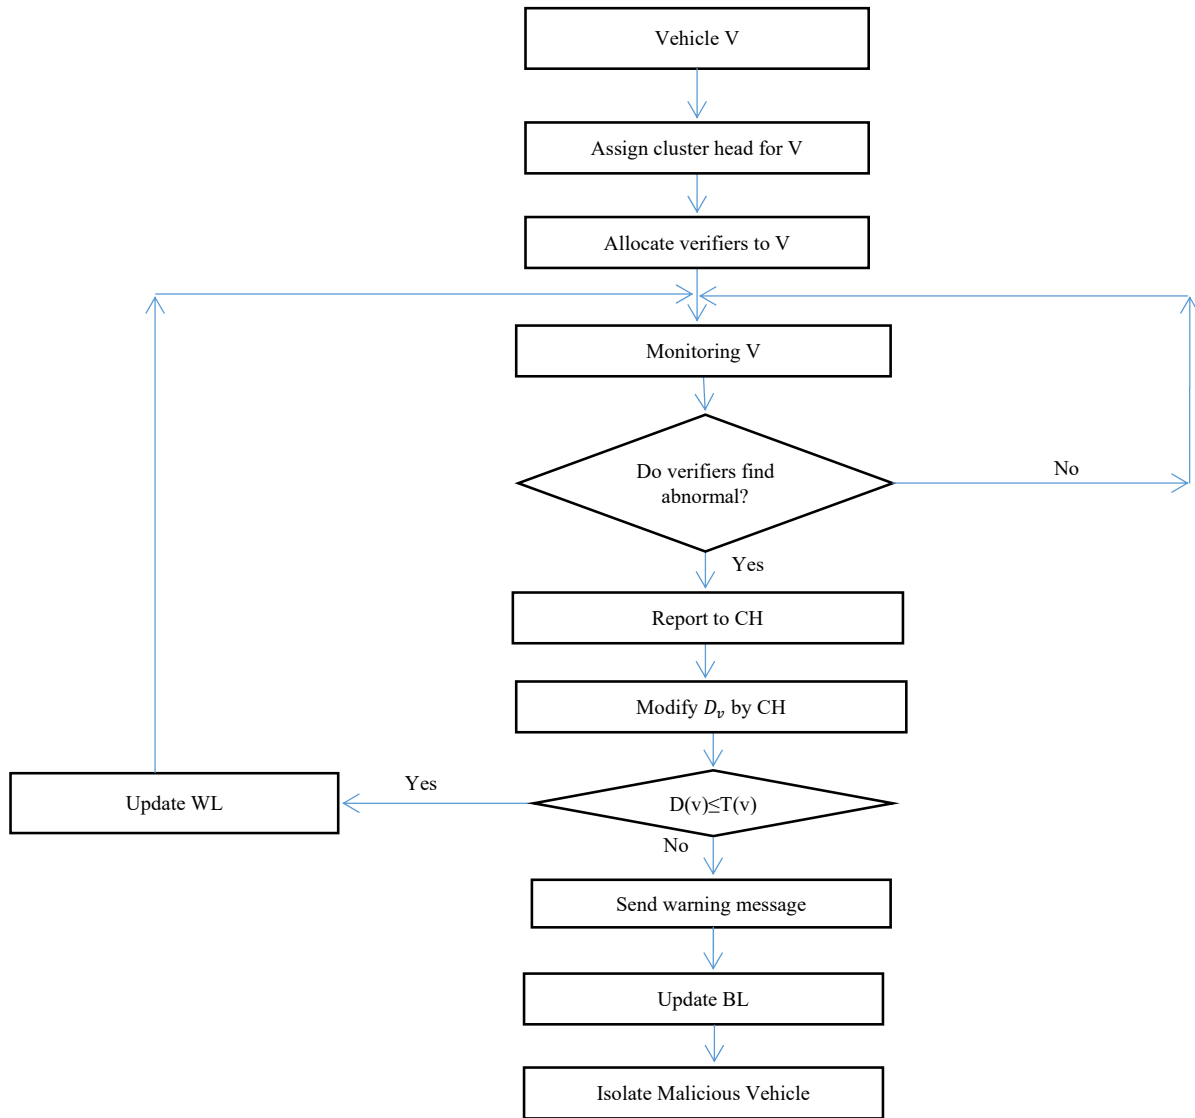 Vehicle V
Assign cluster head for V
Allocate verifiers to V
Monitoring V
Do verifiers find
abnormal?
No
Yes
Report to CH
Modify 𝐷𝑣 by CH
Yes
Update WL
D(v)≤T(v)
No
Send warning message
Update BL
Isolate Malicious Vehicle